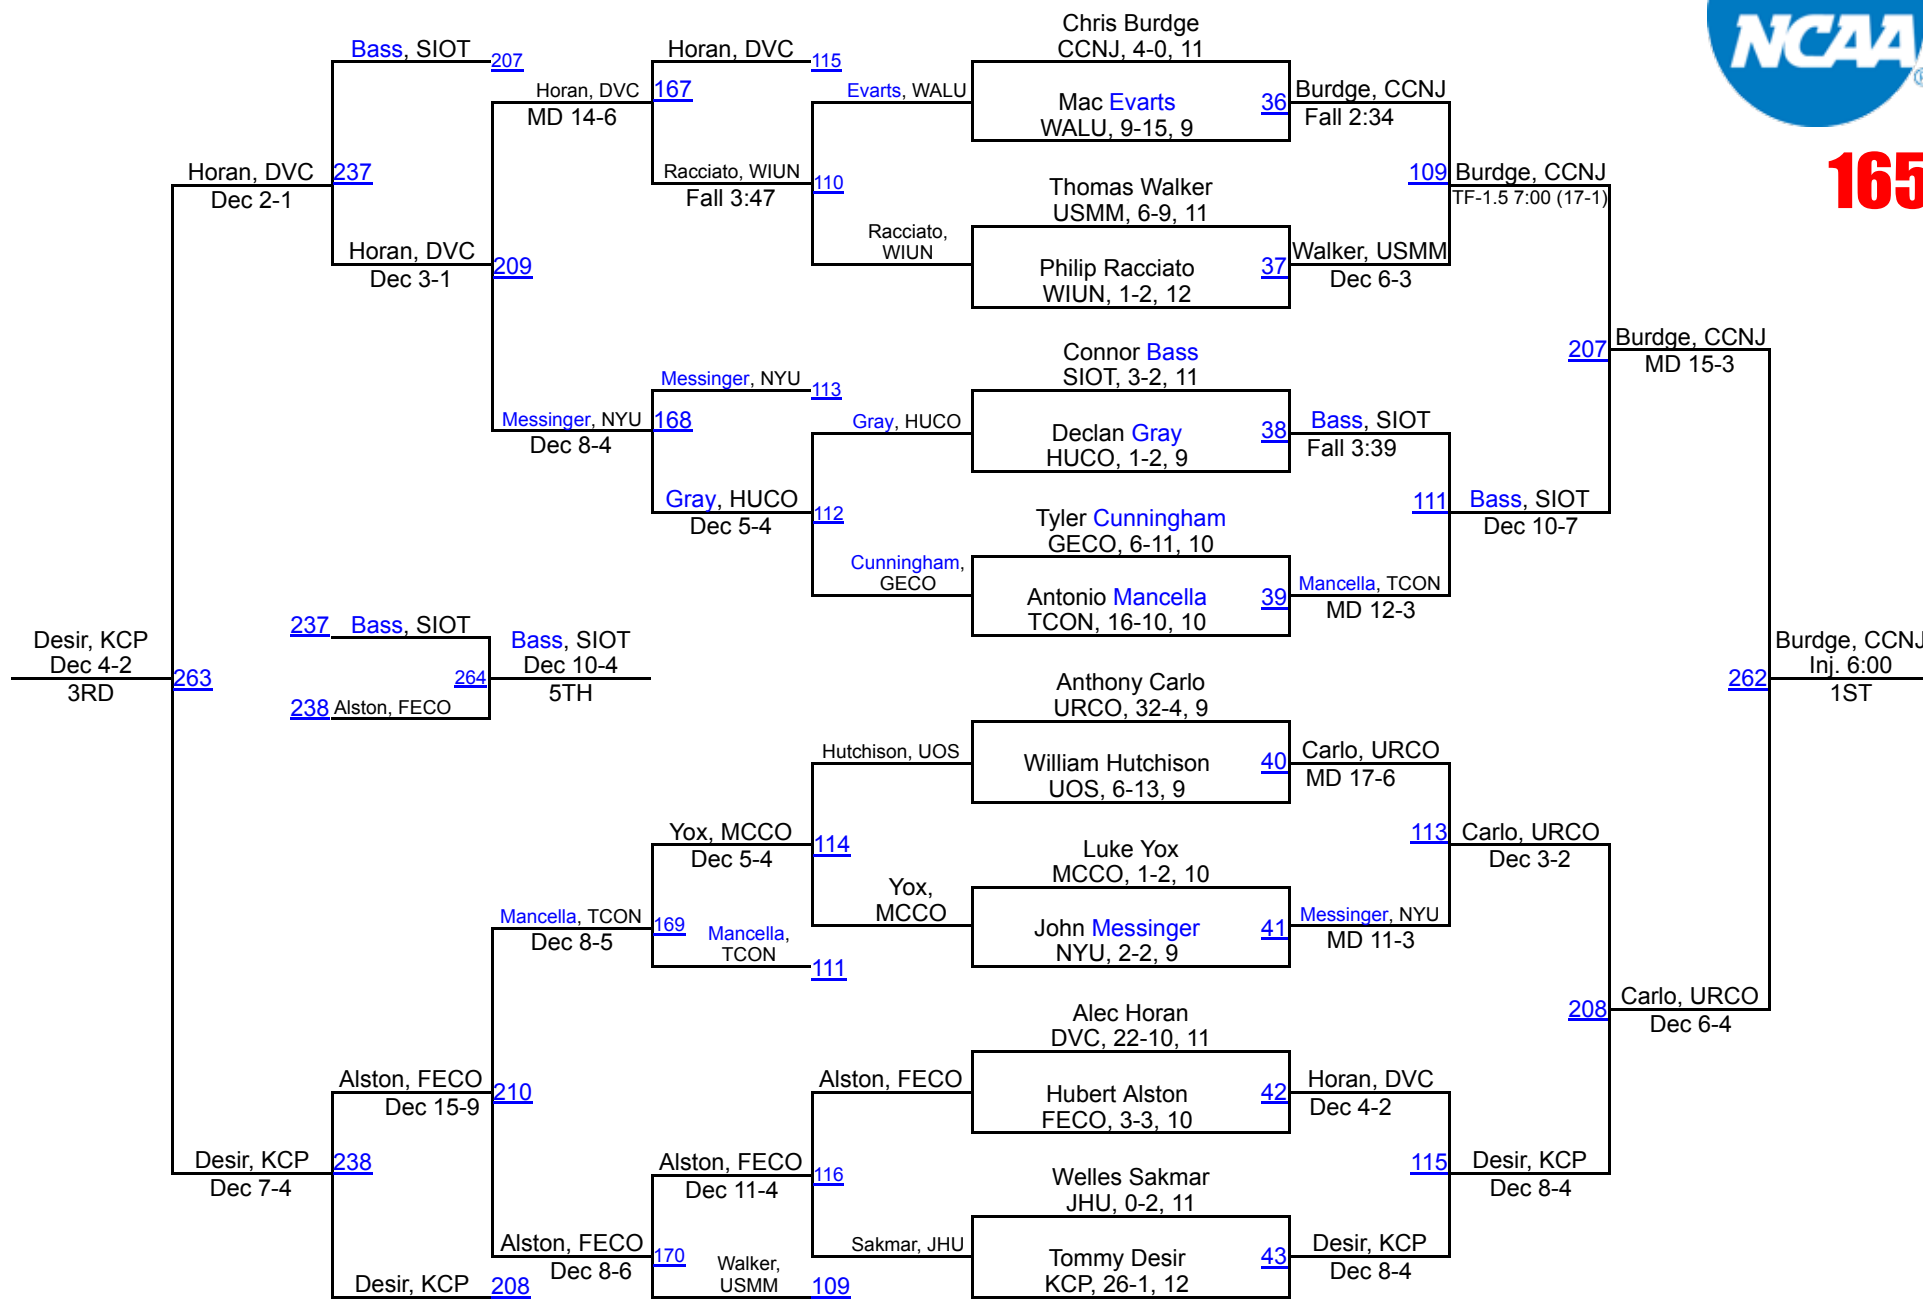 NCAA
®
165
Bass, SIOT
207
Horan, DVC
237
Dec 2-1
Horan, DVC
Dec 3-1
209
Horan, DVC
MD 14-6
167
Horan, DVC
115
Racciato, WIUN
Fall 3:47
110
Evarts, WALU
Racciato,
WIUN
Messinger, NYU
Dec 8-4
168
Messinger, NYU
113
Gray, HUCO
Dec 5-4
112
Gray, HUCO
Cunningham,
GECO
Desir, KCP
Dec 4-2
3RD
263
237
Bass, SIOT
238
Alston, FECO
264
Bass, SIOT
Dec 10-4
5TH
Desir, KCP
Dec 7-4
238
Alston, FECO
Dec 15-9
210
Desir, KCP
208
Mancella, TCON
Dec 8-5
169
Yox, MCCO
Dec 5-4
114
Mancella,
TCON
111
Hutchison, UOS
Yox,
MCCO
Alston, FECO
Dec 8-6
170
Alston, FECO
Dec 11-4
116
Walker,
USMM
109
Alston, FECO
Sakmar, JHU
Chris Burdge
CCNJ, 4-0, 11
Mac Evarts
WALU, 9-15, 9
36
Burdge, CCNJ
Fall 2:34
Thomas Walker
USMM, 6-9, 11
Philip Racciato
WIUN, 1-2, 12
37
Walker, USMM
Dec 6-3
109
Burdge, CCNJ
TF-1.5 7:00 (17-1)
Connor Bass
SIOT, 3-2, 11
Declan Gray
HUCO, 1-2, 9
38
Bass, SIOT
Fall 3:39
Tyler Cunningham
GECO, 6-11, 10
Antonio Mancella
TCON, 16-10, 10
39
Mancella, TCON
MD 12-3
111
Bass, SIOT
Dec 10-7
207
Burdge, CCNJ
MD 15-3
Anthony Carlo
URCO, 32-4, 9
William Hutchison
UOS, 6-13, 9
40
Carlo, URCO
MD 17-6
Luke Yox
MCCO, 1-2, 10
John Messinger
NYU, 2-2, 9
41
Messinger, NYU
MD 11-3
113
Carlo, URCO
Dec 3-2
Alec Horan
DVC, 22-10, 11
Hubert Alston
FECO, 3-3, 10
42
Horan, DVC
Dec 4-2
Welles Sakmar
JHU, 0-2, 11
Tommy Desir
KCP, 26-1, 12
43
Desir, KCP
Dec 8-4
115
Desir, KCP
Dec 8-4
208
Carlo, URCO
Dec 6-4
262
Burdge, CCNJ
Inj. 6:00
1ST